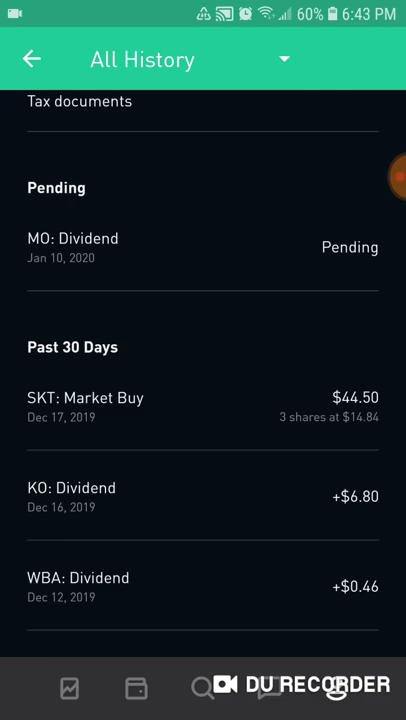 60% 6:43 PM
All History
Tax documents
Pending
MO: Dividend
Jan 10, 2020
Pending
Past 30 Days
SKT: Market Buy
$44.50
Dec 17, 2019
3 shares at $14.84
KO: Dividend
Dec 16, 2019
+$6.80
WBA: Dividend
Dec 12, 2019
+$0.46
DU RECORDER